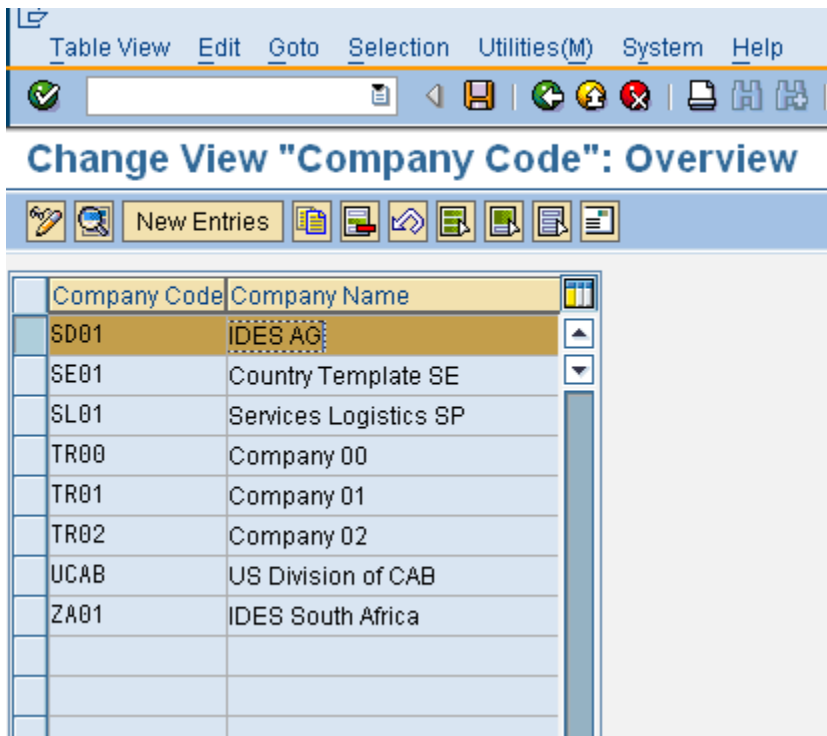 Table View Edit Goto Selection Utilities(M) System Help
Change View "Company Code": Overview
New Entries
Company Code Company Name
SD01 IDES AG
SE01 Country Template SE
SL01 Services Logistics SP
TR00 Company 00
TR01 Company 01
TR02 Company 02
UCAB US Division of CAB
ZA01 IDES South Africa